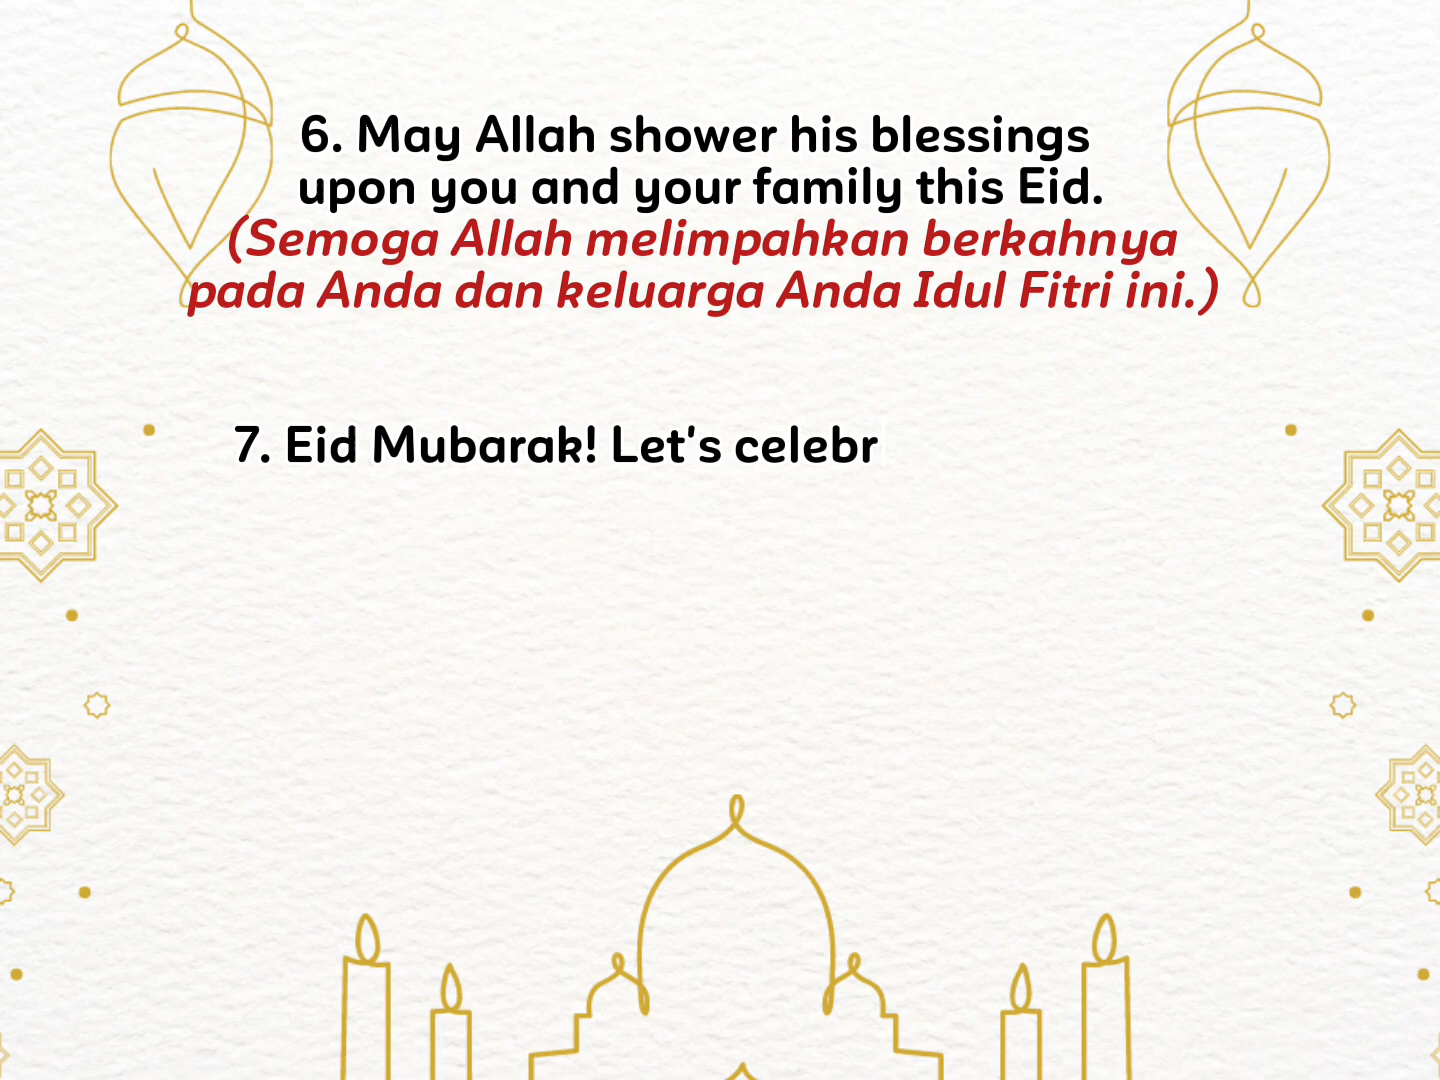 6. May Allah shower his blessings
upon you and your family this Eid.
(Semoga Allah melimpahkan berkahnya
pada Anda dan keluarga Anda Idul Fitri ini.)
7. Eid Mubarak! Let's celebr